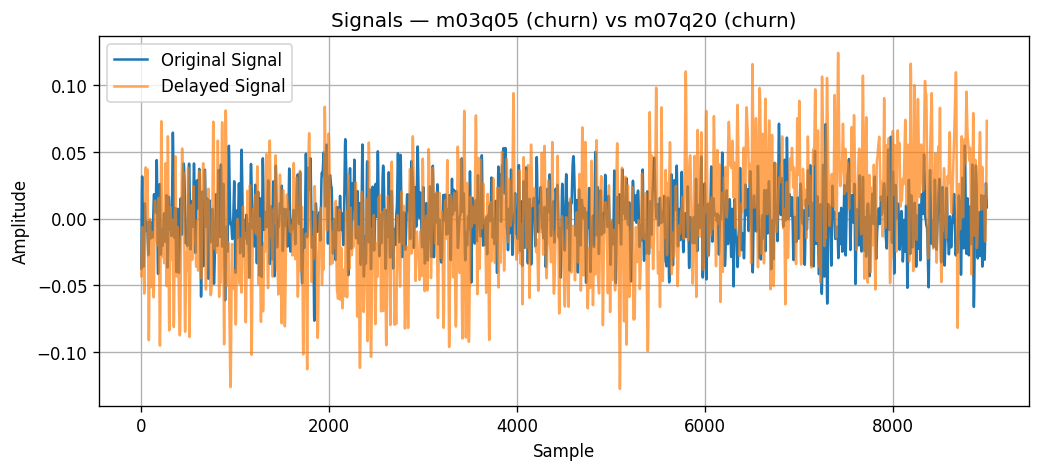 Signals — m03q05 (churn) vs m07q20 (churn)
Original Signal
Delayed Signal
0.10
0.05
0.00
−0.05
−0.10
Amplitude
0 2000 4000 6000 8000
Sample